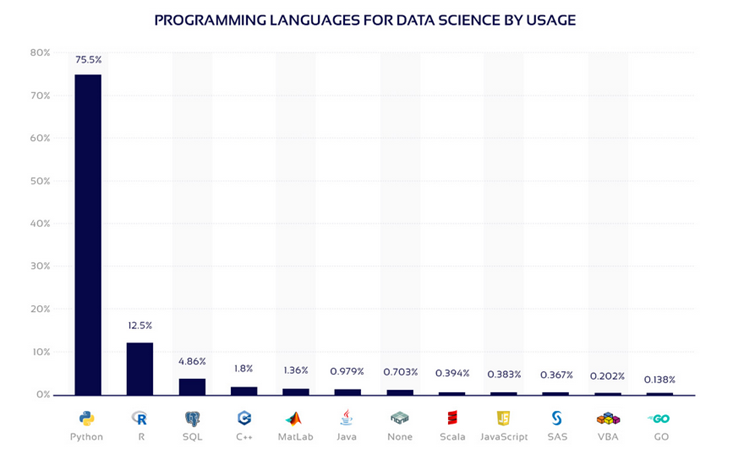 PROGRAMMING LANGUAGES FOR DATA SCIENCE BY USAGE
80%
75.5%
70%
60%
50%
40%
30%
20%
12.5%
10%
4.86%
1.8%
1.36%
0.979%
0.703%
0.394%
0.383%
0.367%
0.202%
0.138%
0%
R
C++
JS
GO
Python
R
SQL
C++
MatLab
Java
None
Scala
JavaScript
SAS
VBA
GO